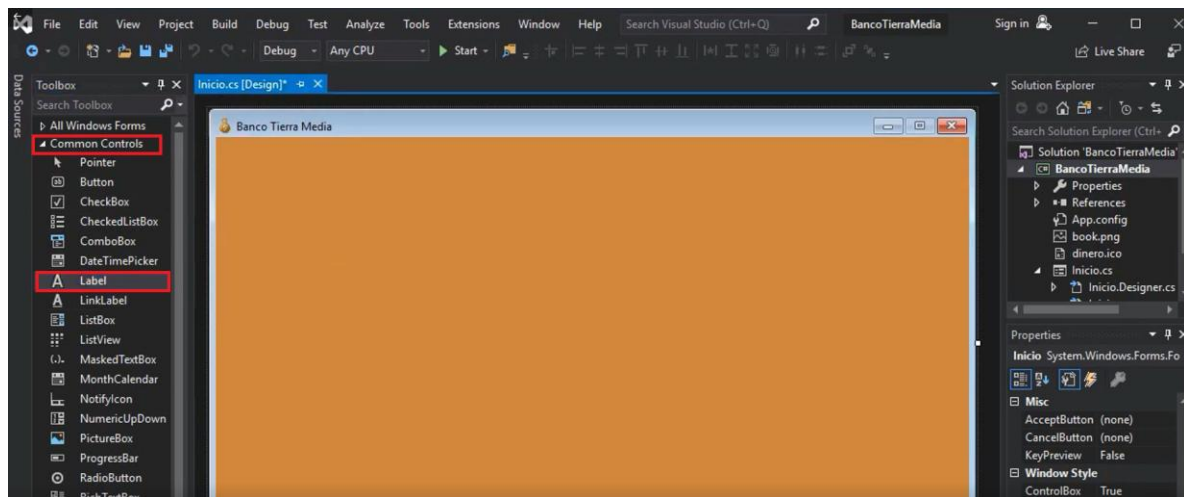 File Edit View Project Build Debug Test Analyze Tools Extensions Window Help Search Visual Studio (Ctrl+Q) BancoTierraMedia Sign in
Debug Any CPU Start Live Share
Data Sources
Toolbox
Search Toolbox
All Windows Forms
Common Controls
Pointer
Button
CheckBox
CheckedListBox
ComboBox
DateTimePicker
Label
LinkLabel
ListBox
ListView
MaskedTextBox
MonthCalendar
NotifyIcon
NumericUpDown
PictureBox
ProgressBar
RadioButton
RichTextBox
Inicio.cs [Design]*
Banco Tierra Media
Solution Explorer
Search Solution Explorer (Ctrl+
Solution 'BancoTierraMedia'
BancoTierraMedia
Properties
References
App.config
book.png
dinero.ico
Inicio.cs
Inicio.Designer.cs
Properties
Inicio System.Windows.Forms.Fo
Misc
AcceptButton (none)
CancelButton (none)
KeyPreview False
Window Style
ControlBox True